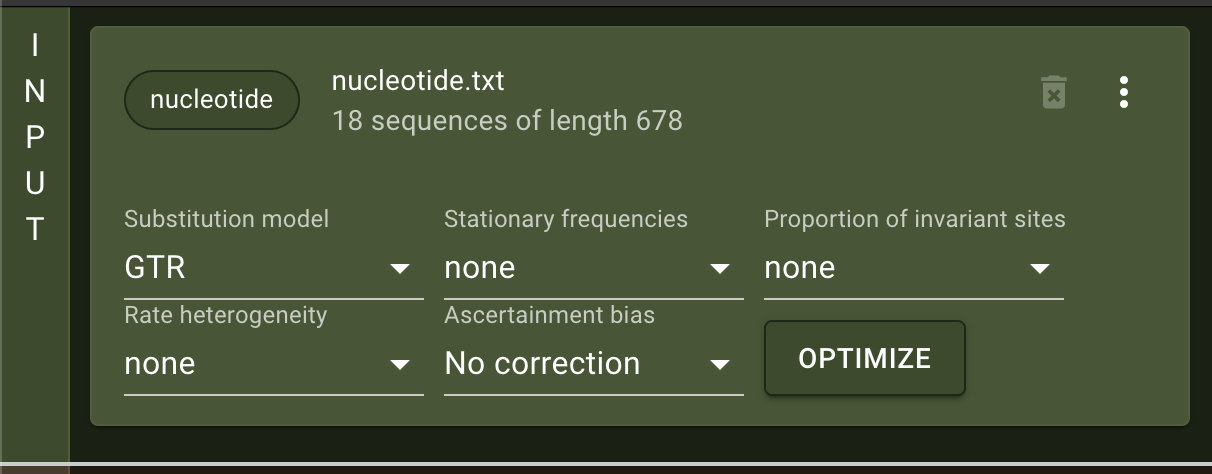 INPUT
nucleotide
nucleotide.txt
18 sequences of length 678
Substitution model
GTR
Stationary frequencies
none
Proportion of invariant sites
none
Rate heterogeneity
none
Ascertainment bias
No correction
OPTIMIZE